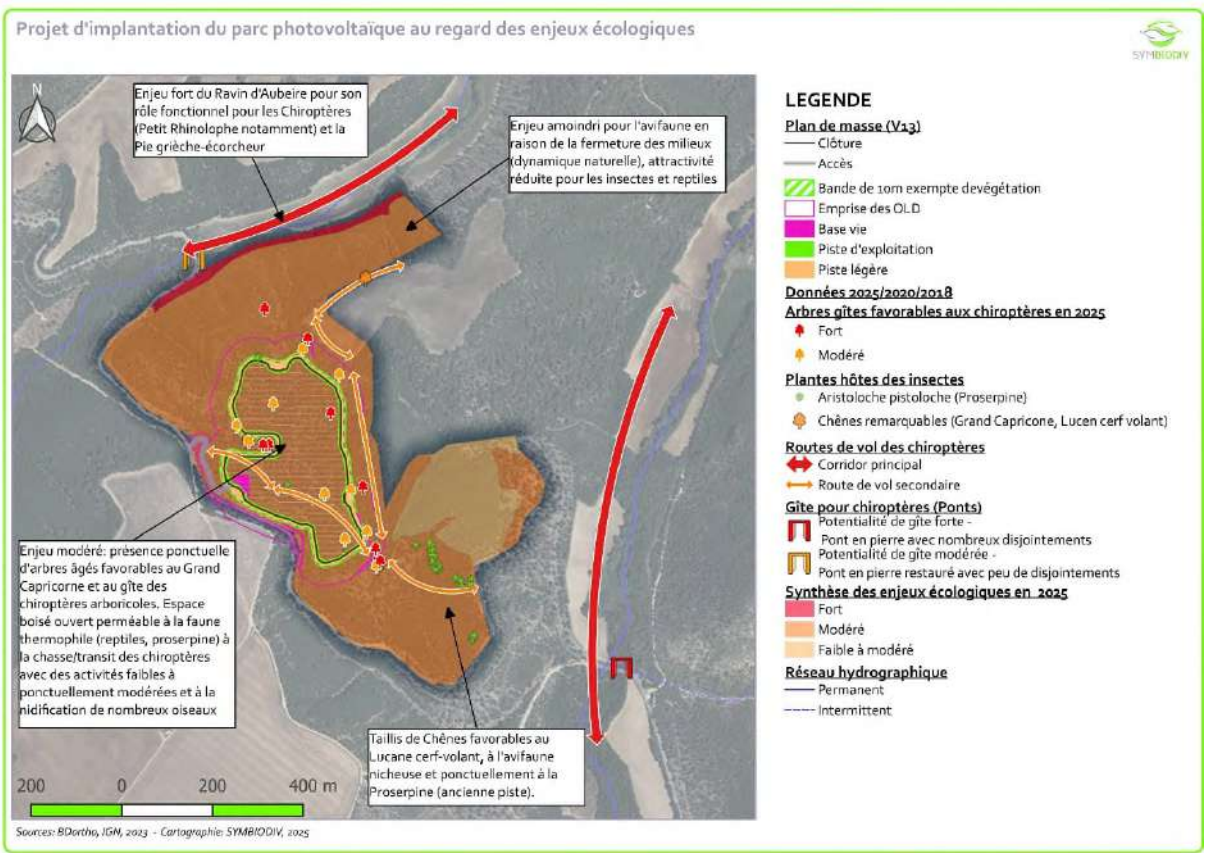 Projet d'implantation du parc photovoltaïque au regard des enjeux écologiques
SYMBIODIV
N
Enjeu fort du Ravin d'Aubeire pour son
rôle fonctionnel pour les Chiroptères
(Petit Rhinolophe notamment) et la
Pie grièche-écorcheur
Enjeu amoindri pour l'avifaune en
raison de la fermeture des milieux
(dynamique naturelle), attractivité
réduite pour les insectes et reptiles
Enjeu modéré: présence ponctuelle
d'arbres âgés favorables au Grand
Capricorne et au gîte des
chiroptères arboricoles. Espace
boisé ouvert perméable à la faune
thermophile (reptiles, proserpine) à
la chasse/transit des chiroptères
avec des activités faibles à
ponctuellement modérées et à la
nidification de nombreux oiseaux
Taillis de Chênes favorables au
Lucane cerf-volant, à l'avifaune
nicheuse et ponctuellement à la
Proserpine (ancienne piste).
200 0 200 400 m
Sources: BDortho, IGN, 2023 - Cartographie: SYMBIODIV, 2025
LEGENDE
Plan de masse (V13)
Clôture
Accès
Bande de 10m exempte devégétation
Emprise des OLD
Base vie
Piste d'exploitation
Piste légère
Données 2025/2020/2018
Arbres gîtes favorables aux chiroptères en 2025
Fort
Modéré
Plantes hôtes des insectes
Aristoloche pistoloche (Proserpine)
Chênes remarquables (Grand Capricone, Lucen cerf volant)
Routes de vol des chiroptères
Corridor principal
Route de vol secondaire
Gîte pour chiroptères (Ponts)
Potentialité de gîte forte -
Pont en pierre avec nombreux disjointements
Potentialité de gîte modérée -
Pont en pierre restauré avec peu de disjointements
Synthèse des enjeux écologiques en 2025
Fort
Modéré
Faible à modéré
Réseau hydrographique
Permanent
Intermittent